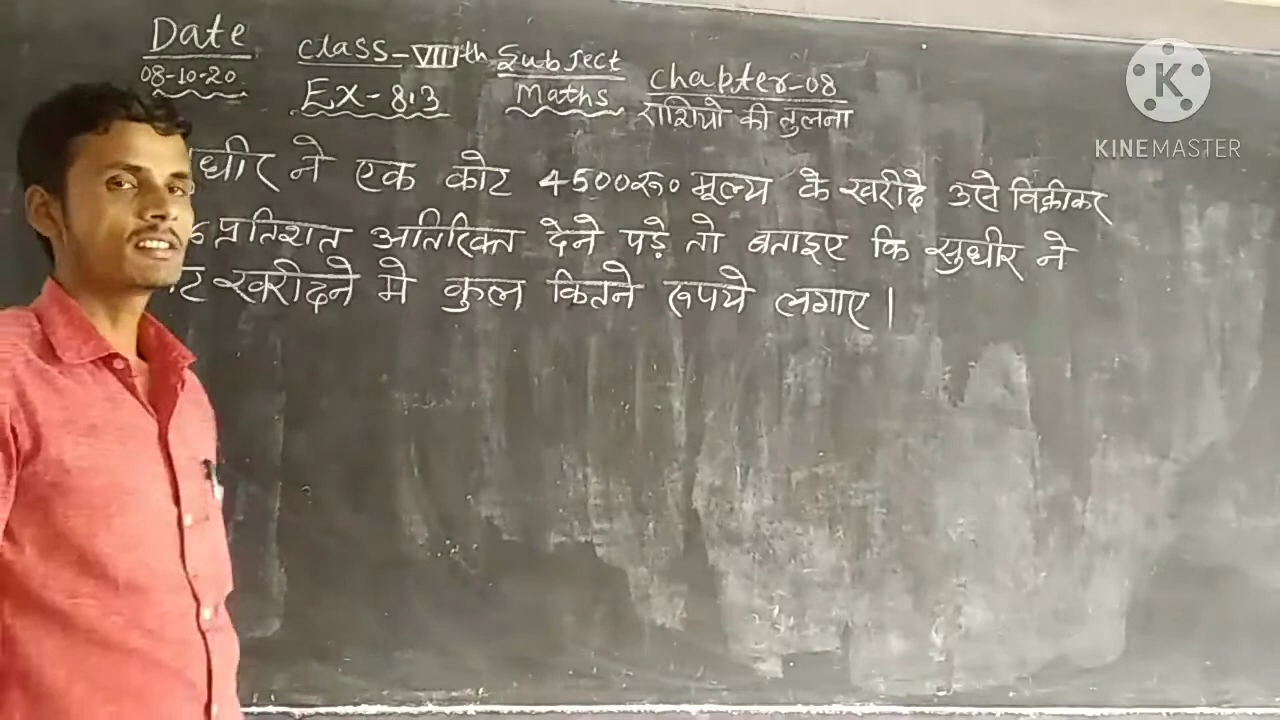 Date
08-10-20
Class-VIIIth Subject
Ex-8.3
Maths
Chapter-08
राशियो की तुलना
ुधीर ने एक कोट 4500रू० मूल्य के खरीदे उसे विक्रीकर
प्रतिशत अतिरिक्त देने पड़े तो बताइए कि सुधीर ने
ट खरीदने मे कुल कितने रूपये लगाए।
K
KINEMASTER